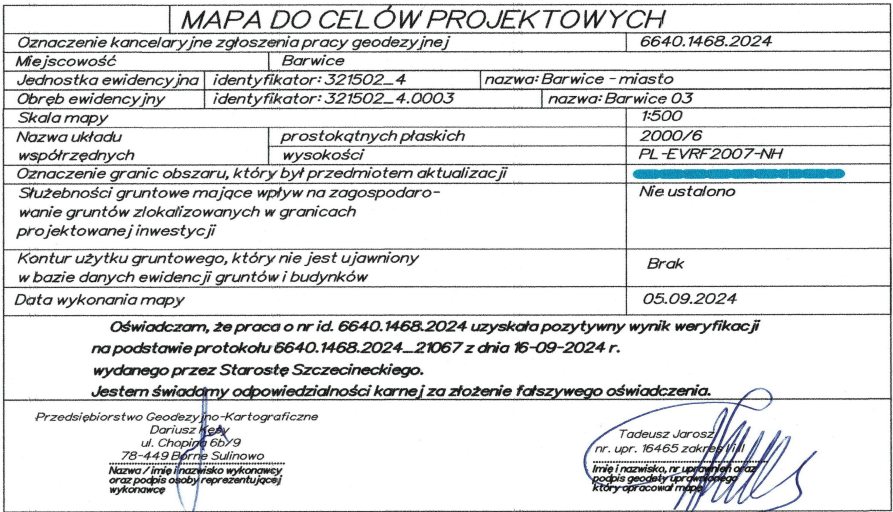 MAPA DO CELÓW PROJEKTOWYCH
Oznaczenie kancelaryjne zgłoszenia pracy geodezyjnej 6640.1468.2024
Miejscowość Barwice
Jednostka ewidencyjna identyfikator: 321502_4 nazwa: Barwice - miasto
Obręb ewidencyjny identyfikator: 321502_4.0003 nazwa: Barwice 03
Skala mapy 1:500
Nazwa układu prostokątnych płaskich 2000/6
współrzędnych wysokości PL-EVRF2007-NH
Oznaczenie granic obszaru, który był przedmiotem aktualizacji
Służebności gruntowe mające wpływ na zagospodaro- Nie ustalono
wanie gruntów zlokalizowanych w granicach
projektowanej inwestycji
Kontur użytku gruntowego, który nie jest ujawniony Brak
w bazie danych ewidencji gruntów i budynków
Data wykonania mapy 05.09.2024
Oświadczam, że praca o nr id. 6640.1468.2024 uzyskała pozytywny wynik weryfikacji
na podstawie protokołu 6640.1468.2024_21067 z dnia 16-09-2024 r.
wydanego przez Starostę Szczecineckiego.
Jestem świadomy odpowiedzialności karnej za złożenie fałszywego oświadczenia.
Przedsiębiorstwo Geodezyjno-Kartograficzne
Dariusz Kęsy
ul. Chopina 6b/9
78-449 Borne Sulinowo
Nazwa / imię i nazwisko wykonawcy
oraz podpis osoby reprezentującej
wykonawcę
Tadeusz Jarosz
nr. upr. 16465 zakres I i II
Imię i nazwisko, nr uprawnień oraz
podpis geodety uprawnionego
który opracował mapę